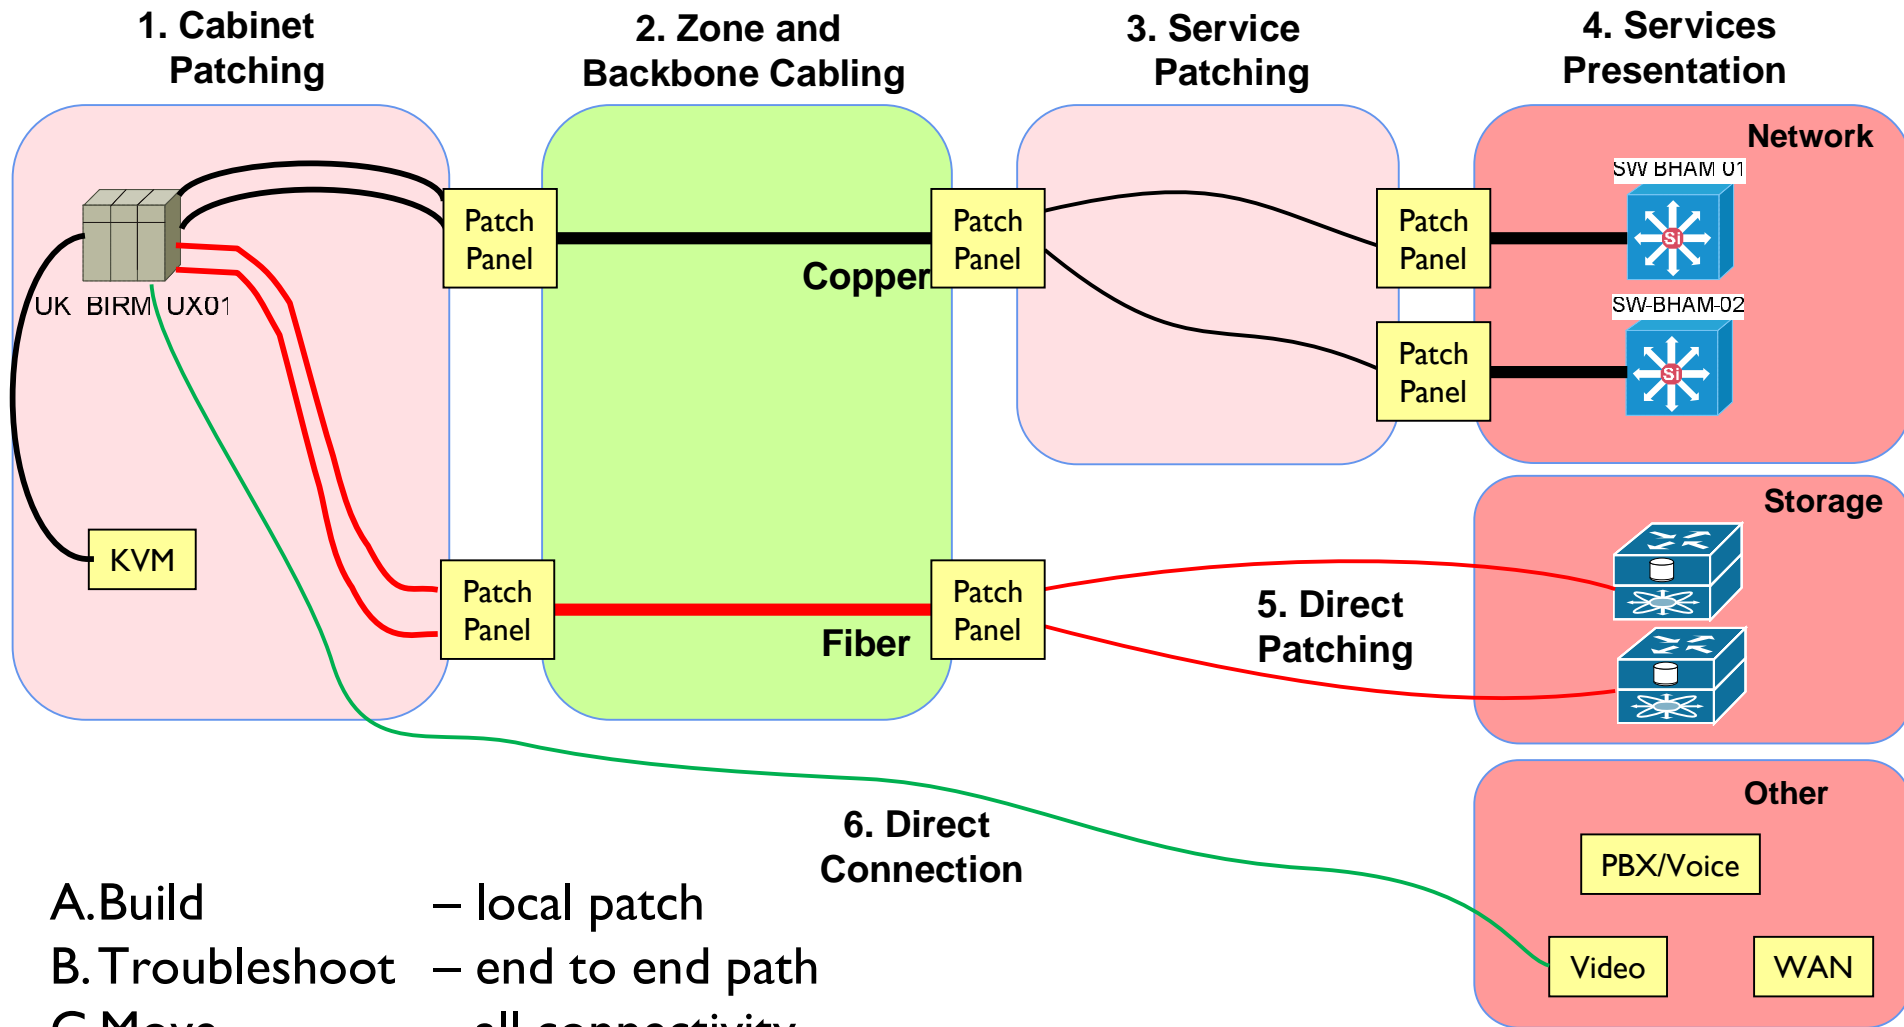 1. Cabinet
Patching
2. Zone and
Backbone Cabling
3. Service
Patching
4. Services
Presentation
Network
SW BHAM 01
Patch
Panel
Patch
Panel
Patch
Panel
Copper
UK BIRM UX01
SW-BHAM-02
Patch
Panel
Storage
KVM
Patch
Panel
Fiber
Patch
Panel
5. Direct
Patching
Other
6. Direct
Connection
PBX/Voice
Video
WAN
A.Build – local patch
B. Troubleshoot – end to end path
C.Move all connectivity